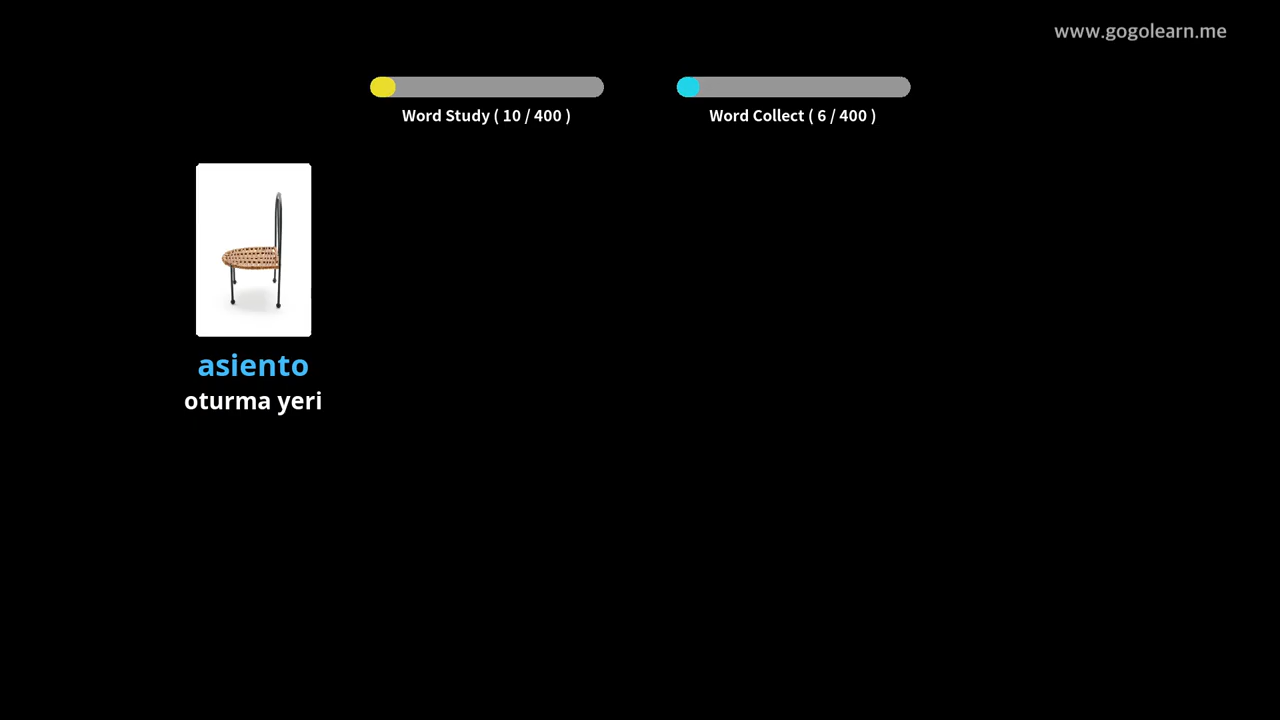 www.gogolearn.me
Word Study ( 10 / 400 )
Word Collect ( 6 / 400 )
asiento
oturma yeri